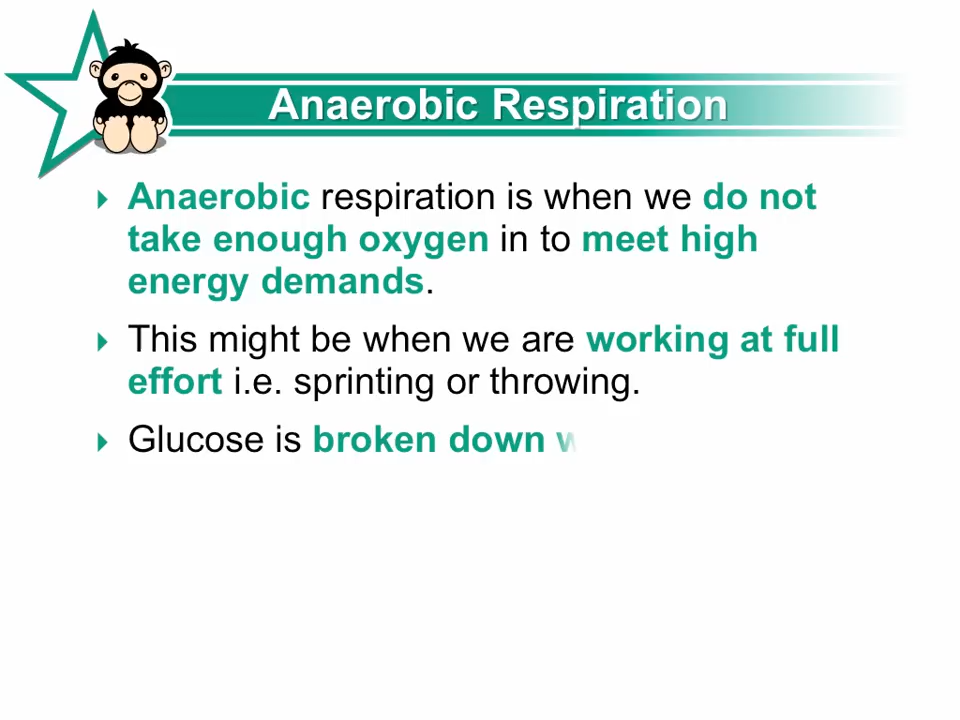 Anaerobic Respiration
Anaerobic respiration is when we do not
take enough oxygen in to meet high
energy demands.
This might be when we are working at full
effort i.e. sprinting or throwing.
Glucose is broken down